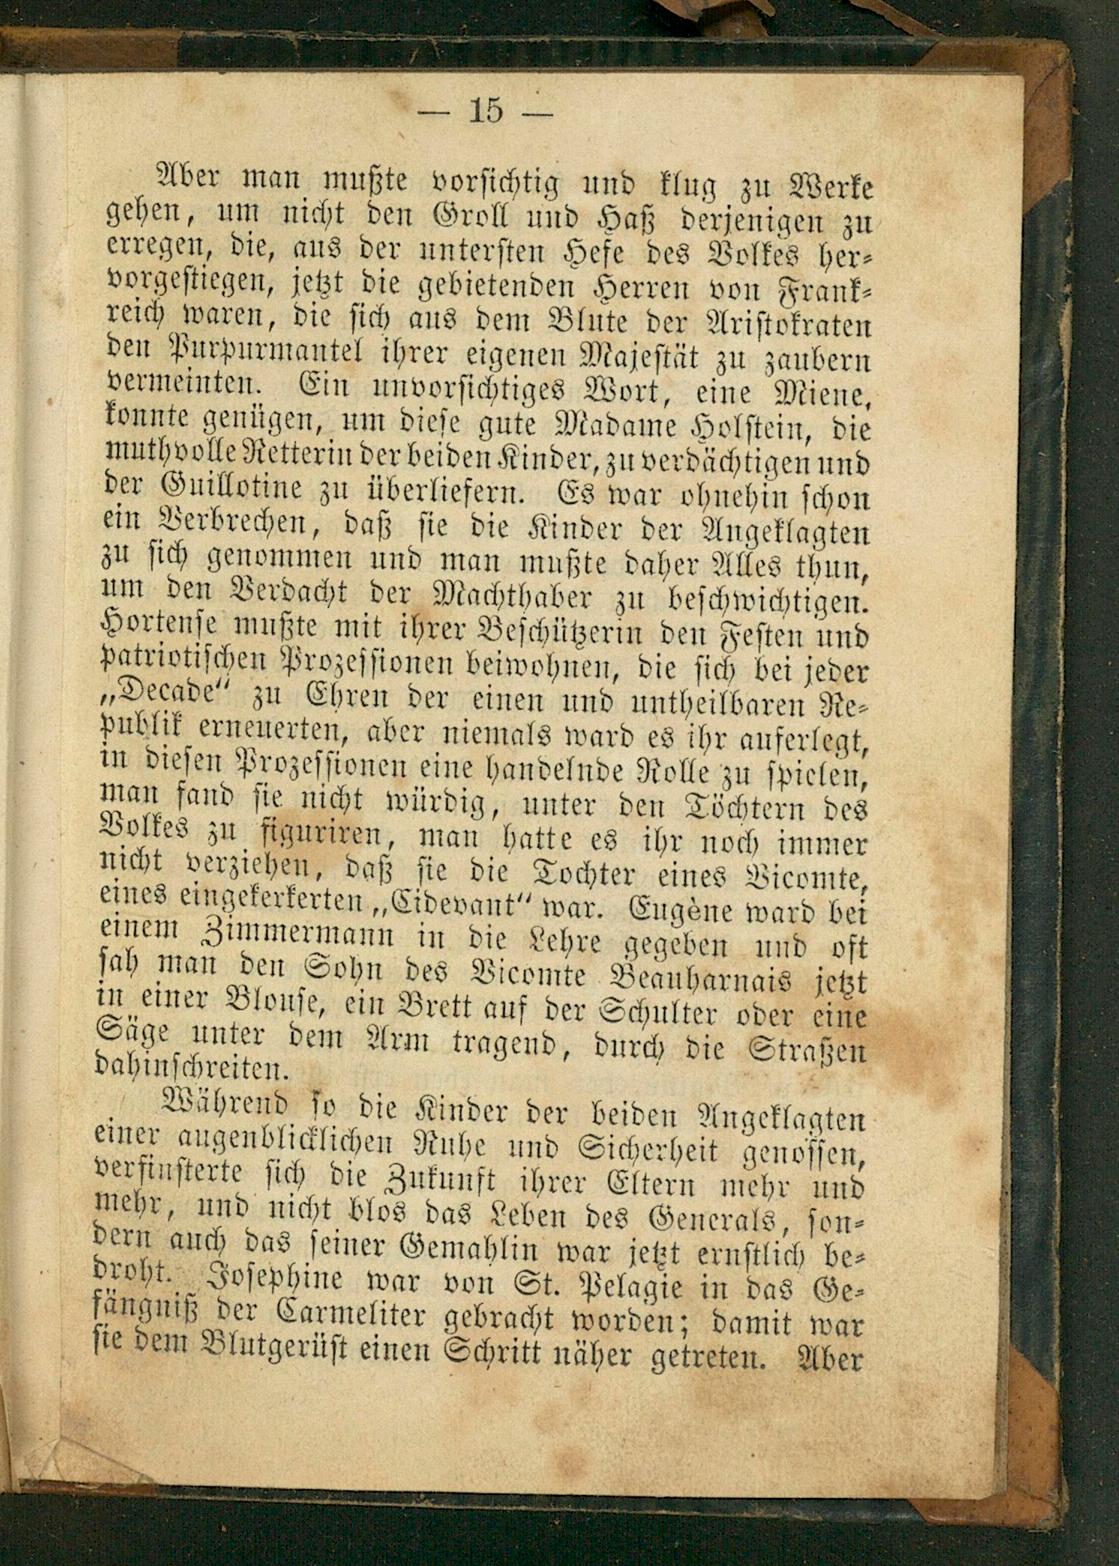 — 15 —
Aber man mußte vorsichtig und klug zu Werke
gehen, um nicht den Groll und Haß derjenigen zu
erregen, die, aus der untersten Hefe des Volkes her-
vorgestiegen, jetzt die gebietenden Herren von Frank-
reich waren, die sich aus dem Blute der Aristokraten
den Purpurmantel ihrer eigenen Majestät zu zaubern
vermeinten. Ein unvorsichtiges Wort, eine Miene,
konnte genügen, um diese gute Madame Holstein, die
muthvolle Retterin der beiden Kinder, zu verdächtigen und
der Guillotine zu überliefern. Es war ohnehin schon
ein Verbrechen, daß sie die Kinder der Angeklagten
zu sich genommen und man mußte daher Alles thun,
um den Verdacht der Machthaber zu beschwichtigen.
Hortense mußte mit ihrer Beschützerin den Festen und
patriotischen Prozessionen beiwohnen, die sich bei jeder
„Decade“ zu Ehren der einen und untheilbaren Re-
publik erneuerten, aber niemals ward es ihr auferlegt,
in diesen Prozessionen eine handelnde Rolle zu spielen,
man fand sie nicht würdig, unter den Töchtern des
Volkes zu figuriren, man hatte es ihr noch immer
nicht verziehen, daß sie die Tochter eines Vicomte,
eines eingekerkerten „Cidevant“ war. Eugène ward bei
einem Zimmermann in die Lehre gegeben und oft
sah man den Sohn des Vicomte Beauharnais jetzt
in einer Blouse, ein Brett auf der Schulter oder eine
Säge unter dem Arm tragend, durch die Straßen
dahinschreiten.
Während so die Kinder der beiden Angeklagten
einer augenblicklichen Ruhe und Sicherheit genossen,
verfinsterte sich die Zukunft ihrer Eltern mehr und
mehr, und nicht blos das Leben des Generals, son-
dern auch das seiner Gemahlin war jetzt ernstlich be-
droht. Josephine war von St. Pelagie in das Ge-
fängniß der Carmeliter gebracht worden; damit war
sie dem Blutgerüst einen Schritt näher getreten. Aber